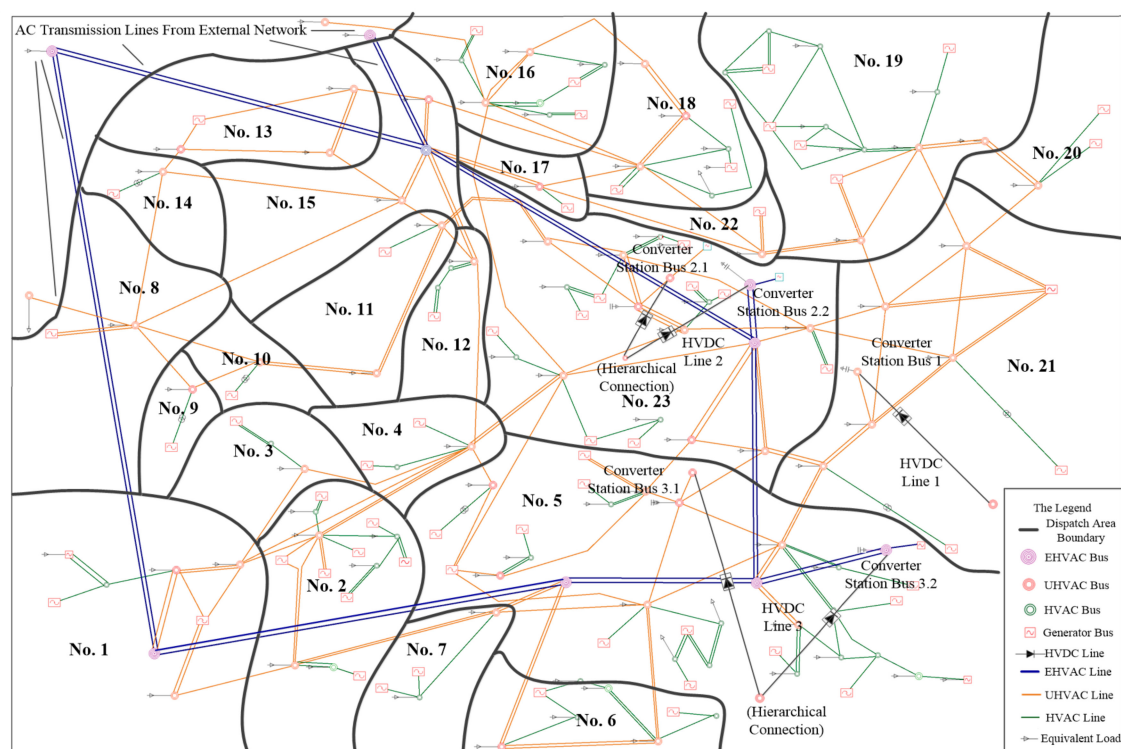 AC Transmission Lines From External Network
No. 16
No. 19
No. 18
No. 13
No. 17
No. 20
No. 14
No. 15
No. 22
Converter
Station Bus 2.1
No. 8
Converter
Station Bus 2.2
No. 11
HVDC
Line 2
No. 12
No. 10
Converter
Station Bus 1
(Hierarchical
Connection)
No. 21
No. 9
No. 23
No. 4
No. 3
Converter
Station Bus 3.1
HVDC
Line 1
No. 5
The Legend
Dispatch Area
Boundary
EHVAC Bus
UHVAC Bus
HVAC Bus
Generator Bus
HVDC Line
EHVAC Line
UHVAC Line
HVAC Line
Equivalent Load
Converter
Station Bus 3.2
No. 2
HVDC
Line 3
No. 1
No. 7
No. 6
(Hierarchical
Connection)